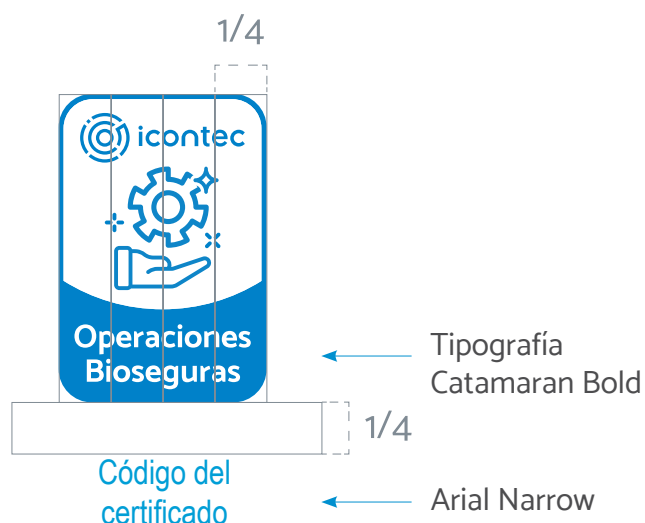 1/4
icontec
Operaciones
Bioseguras
Tipografía
Catamaran Bold
1/4
Código del
certificado
Arial Narrow